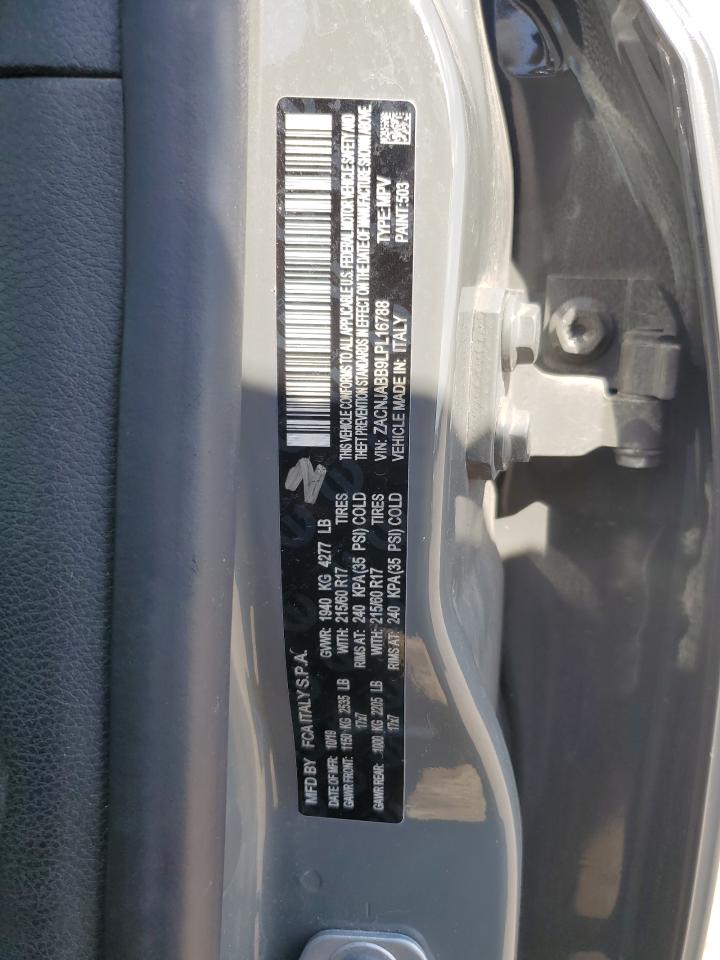 MFD BY FCA ITALY S.P.A.
DATE OF MFR: 10/19 GVWR: 1940 KG 4277 LB
GAWR FRONT: 1150 KG 2535 LB WITH: 215/60 R17 TIRES
17x7 RIMS AT: 240 KPA(35 PSI) COLD
GAWR REAR: 1000 KG 2205 LB WITH: 215/60 R17 TIRES
17x7 RIMS AT: 240 KPA(35 PSI) COLD
THIS VEHICLE CONFORMS TO ALL APPLICABLE U.S. FEDERAL MOTOR VEHICLE SAFETY AND
THEFT PREVENTION STANDARDS IN EFFECT ON THE DATE OF MANUFACTURE SHOWN ABOVE.
VIN: ZACNJABB9LPL16788 TYPE:MPV
VEHICLE MADE IN: ITALY PAINT:503